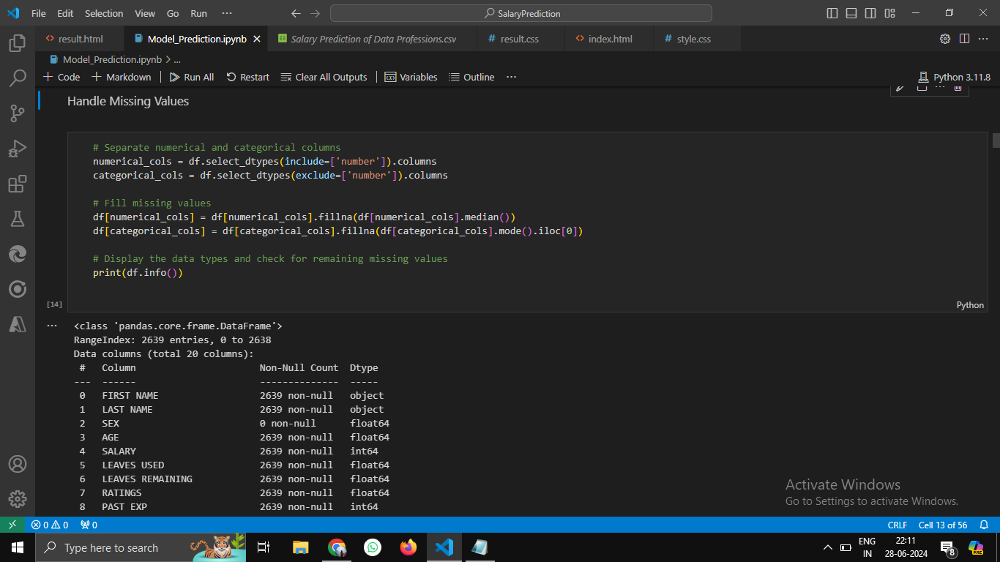 File Edit Selection View Go Run ··· SalaryPrediction
result.html Model_Prediction.ipynb Salary Prediction of Data Professions.csv result.css index.html style.css
Model_Prediction.ipynb > ...
+ Code + Markdown Run All Restart Clear All Outputs Variables Outline ··· Python 3.11.8
Handle Missing Values
# Separate numerical and categorical columns
numerical_cols = df.select_dtypes(include=['number']).columns
categorical_cols = df.select_dtypes(exclude=['number']).columns
# Fill missing values
df[numerical_cols] = df[numerical_cols].fillna(df[numerical_cols].median())
df[categorical_cols] = df[categorical_cols].fillna(df[categorical_cols].mode().iloc[0])
# Display the data types and check for remaining missing values
print(df.info())
[14] Python
··· <class 'pandas.core.frame.DataFrame'>
RangeIndex: 2639 entries, 0 to 2638
Data columns (total 20 columns):
# Column Non-Null Count Dtype
--- ------ -------------- -----
0 FIRST NAME 2639 non-null object
1 LAST NAME 2639 non-null object
2 SEX 0 non-null float64
3 AGE 2639 non-null float64
4 SALARY 2639 non-null int64
5 LEAVES USED 2639 non-null float64
6 LEAVES REMAINING 2639 non-null float64
7 RATINGS 2639 non-null float64
8 PAST EXP 2639 non-null int64
Activate Windows
Go to Settings to activate Windows.
0 0 0 CRLF Cell 13 of 56
Type here to search
ENG
IN
22:11
28-06-2024
8
PRE